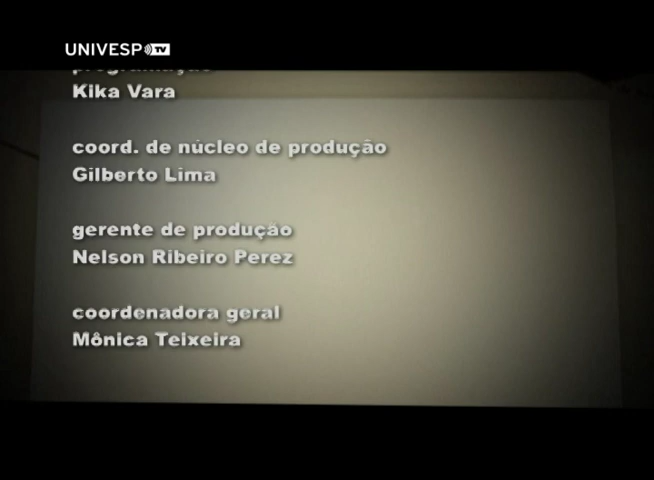 UNIVESP TV
programação
Kika Vara
coord. de núcleo de produção
Gilberto Lima
gerente de produção
Nelson Ribeiro Perez
coordenadora geral
Mônica Teixeira